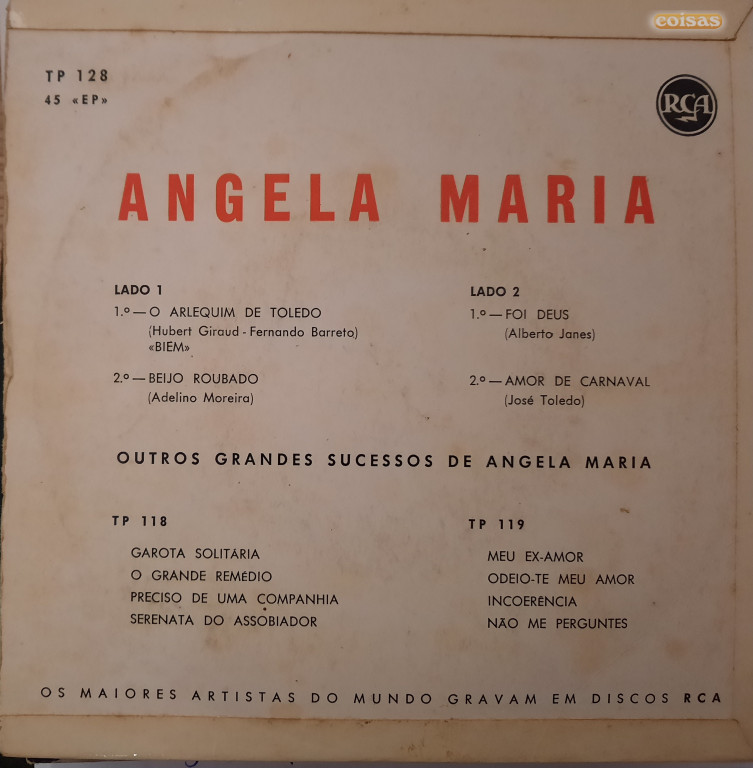 coisas
TP 128
45 «EP»
RCA
ANGELA MARIA
LADO 1
1.º — O ARLEQUIM DE TOLEDO
(Hubert Giraud - Fernando Barreto)
«BIEM»
2.º — BEIJO ROUBADO
(Adelino Moreira)
LADO 2
1.º — FOI DEUS
(Alberto Janes)
2.º — AMOR DE CARNAVAL
(José Toledo)
OUTROS GRANDES SUCESSOS DE ANGELA MARIA
TP 118
GAROTA SOLITÁRIA
O GRANDE REMÉDIO
PRECISO DE UMA COMPANHIA
SERENATA DO ASSOBIADOR
TP 119
MEU EX-AMOR
ODEIO-TE MEU AMOR
INCOERÊNCIA
NÃO ME PERGUNTES
OS MAIORES ARTISTAS DO MUNDO GRAVAM EM DISCOS RCA